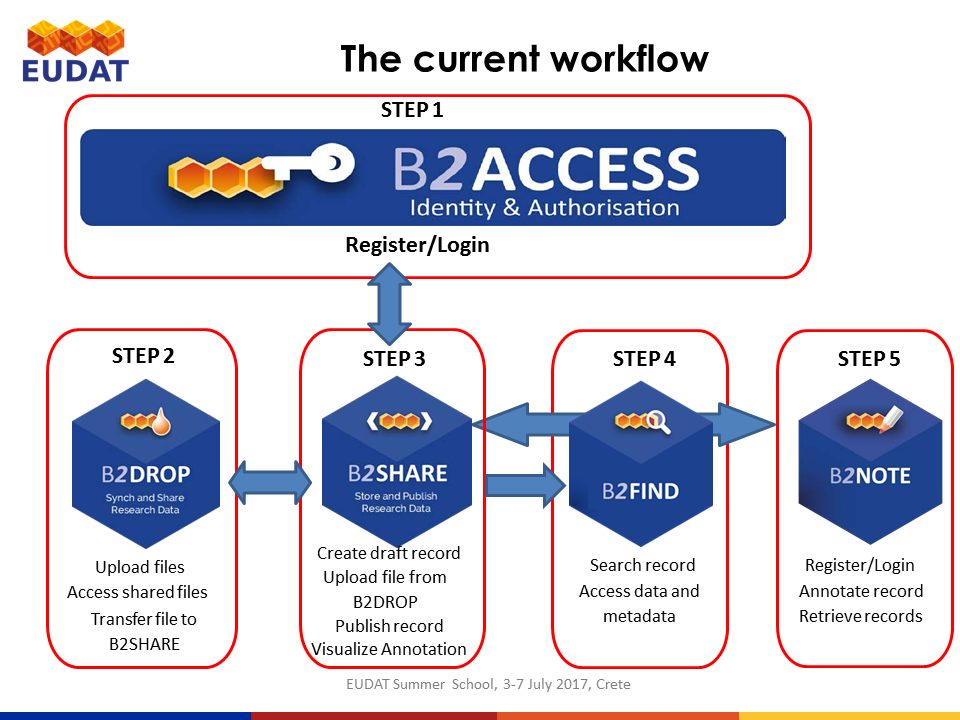 EUDAT
The current workflow
STEP 1
B2ACCESS
Identity & Authorisation
Register/Login
STEP 2
B2DROP
Synch and Share
Research Data
Upload files
Access shared files
Transfer file to
B2SHARE
STEP 3
B2SHARE
Store and Publish
Research Data
Create draft record
Upload file from
B2DROP
Publish record
Visualize Annotation
STEP 4
B2FIND
Search record
Access data and
metadata
STEP 5
B2NOTE
Register/Login
Annotate record
Retrieve records
EUDAT Summer School, 3-7 July 2017, Crete